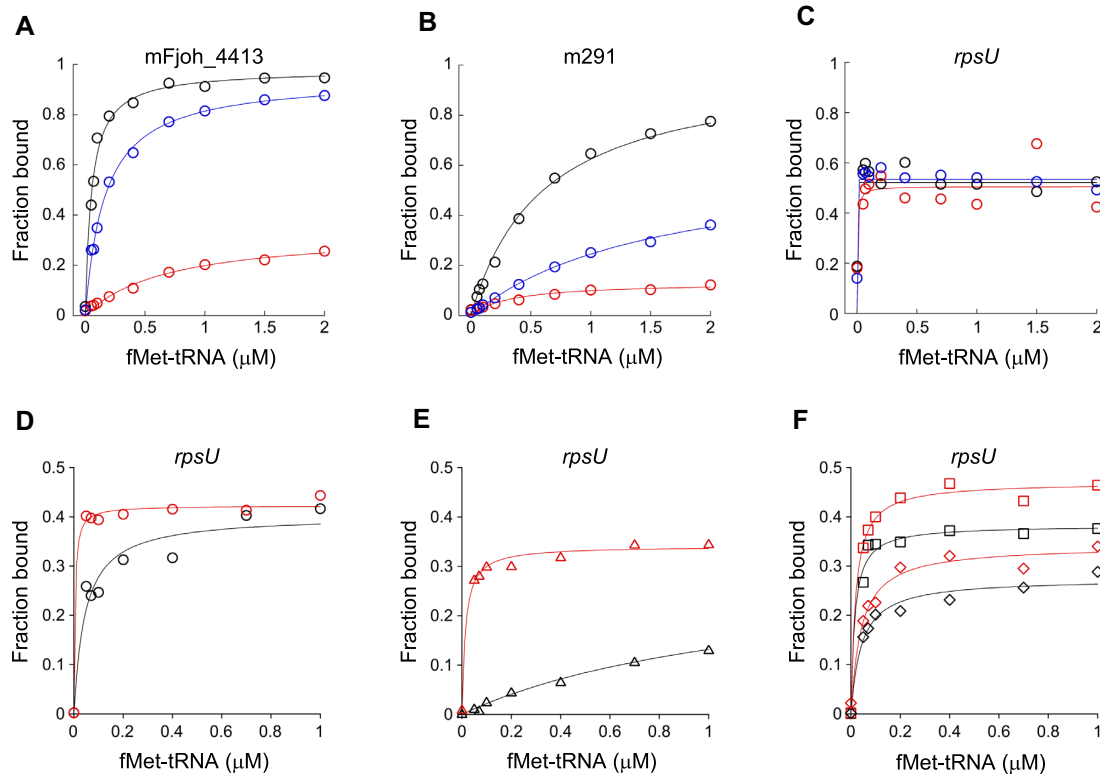 A
mFjoh_4413
1
0.8
0.6
0.4
0.2
0
0 0.5 1 1.5 2
Fraction bound
fMet-tRNA (μM)
B
m291
1
0.8
0.6
0.4
0.2
0
0 0.5 1 1.5 2
Fraction bound
fMet-tRNA (μM)
C
rpsU
1
0.8
0.6
0.4
0.2
0
0 0.5 1 1.5 2
Fraction bound
fMet-tRNA (μM)
D
rpsU
0.5
0.4
0.3
0.2
0.1
0
0 0.2 0.4 0.6 0.8 1
Fraction bound
fMet-tRNA (μM)
E
rpsU
0.5
0.4
0.3
0.2
0.1
0
0 0.2 0.4 0.6 0.8 1
Fraction bound
fMet-tRNA (μM)
F
rpsU
0.5
0.4
0.3
0.2
0.1
0
0 0.2 0.4 0.6 0.8 1
Fraction bound
fMet-tRNA (μM)